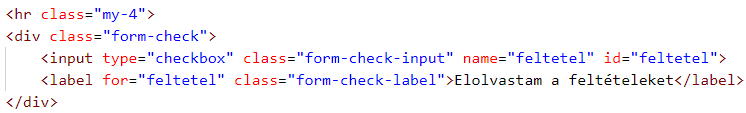 <hr class="my-4">
<div class="form-check">
    <input type="checkbox" class="form-check-input" name="feltetel" id="feltetel">
    <label for="feltetel" class="form-check-label">Elolvastam a feltételeket</label>
</div>